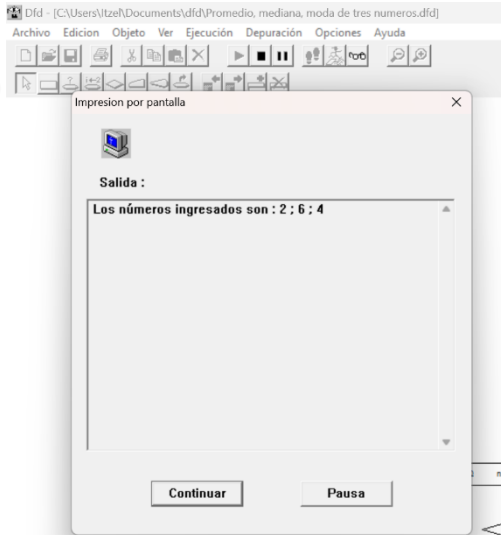 Dfd - [C:\Users\Itzel\Documents\dfd\Promedio, mediana, moda de tres numeros.dfd]
Archivo Edicion Objeto Ver Ejecución Depuración Opciones Ayuda
Impresion por pantalla
Salida :
Los números ingresados son : 2 ; 6 ; 4
Continuar Pausa